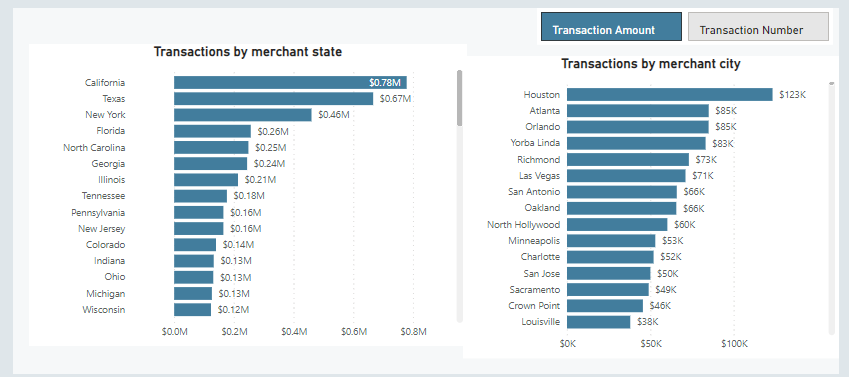 Transaction Amount
Transaction Number
Transactions by merchant state
California $0.78M
Texas $0.67M
New York $0.46M
Florida $0.26M
North Carolina $0.25M
Georgia $0.24M
Illinois $0.21M
Tennessee $0.18M
Pennsylvania $0.16M
New Jersey $0.16M
Colorado $0.14M
Indiana $0.13M
Ohio $0.13M
Michigan $0.13M
Wisconsin $0.12M
$0.0M $0.2M $0.4M $0.6M $0.8M
Transactions by merchant city
Houston $123K
Atlanta $85K
Orlando $85K
Yorba Linda $83K
Richmond $73K
Las Vegas $71K
San Antonio $66K
Oakland $66K
North Hollywood $60K
Minneapolis $53K
Charlotte $52K
San Jose $50K
Sacramento $49K
Crown Point $46K
Louisville $38K
$0K $50K $100K